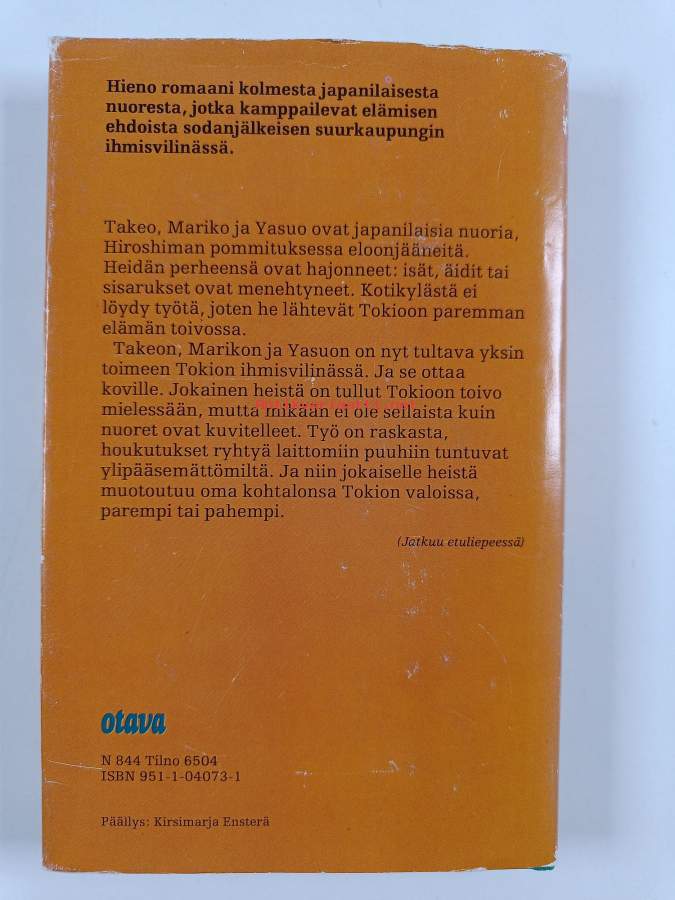 Hieno romaani kolmesta japanilaisesta
nuoresta, jotka kamppailevat elämisen
ehdoista sodanjälkeisen suurkaupungin
ihmisvilinässä.
Takeo, Mariko ja Yasuo ovat japanilaisia nuoria,
Hiroshiman pommituksessa eloonjääneitä.
Heidän perheensä ovat hajonneet: isät, äidit tai
sisarukset ovat menehtyneet. Kotikylästä ei
löydy työtä, joten he lähtevät Tokioon paremman
elämän toivossa.
Takeon, Marikon ja Yasuon on nyt tultava yksin
toimeen Tokion ihmisvilinässä. Ja se ottaa
koville. Jokainen heistä on tullut Tokioon toivo
mielessään, mutta mikään ei ole sellaista kuin
nuoret ovat kuvitelleet. Työ on raskasta,
houkutukset ryhtyä laittomiin puuhiin tuntuvat
ylipääsemättömiltä. Ja niin jokaiselle heistä
muotoutuu oma kohtalonsa Tokion valoissa,
parempi tai pahempi.
(Jatkuu etuliepeessä)
otava
N 844 Tilno 6504
ISBN 951-1-04073-1
Päällys: Kirsimarja Ensterä